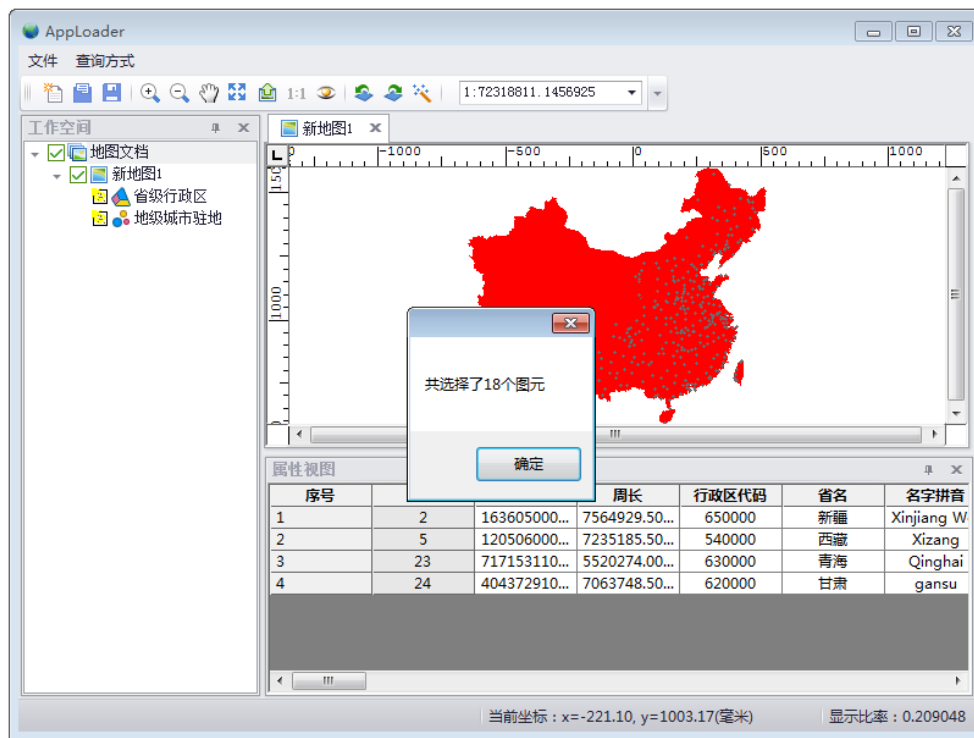 AppLoader
文件 查询方式
1:1 1:72318811.1456925
工作空间
地图文档
新地图1
省级行政区
地级城市驻地
新地图1
-1000 -500 0 500 1000
1000
共选择了18个图元
确定
属性视图
序号 周长 行政区代码 省名 名字拼音
1 2 163605000... 7564929.50... 650000 新疆 Xinjiang W
2 5 120506000... 7235185.50... 540000 西藏 Xizang
3 23 717153110... 5520274.00... 630000 青海 Qinghai
4 24 404372910... 7063748.50... 620000 甘肃 gansu
当前坐标：x=-221.10, y=1003.17(毫米) 显示比率：0.209048